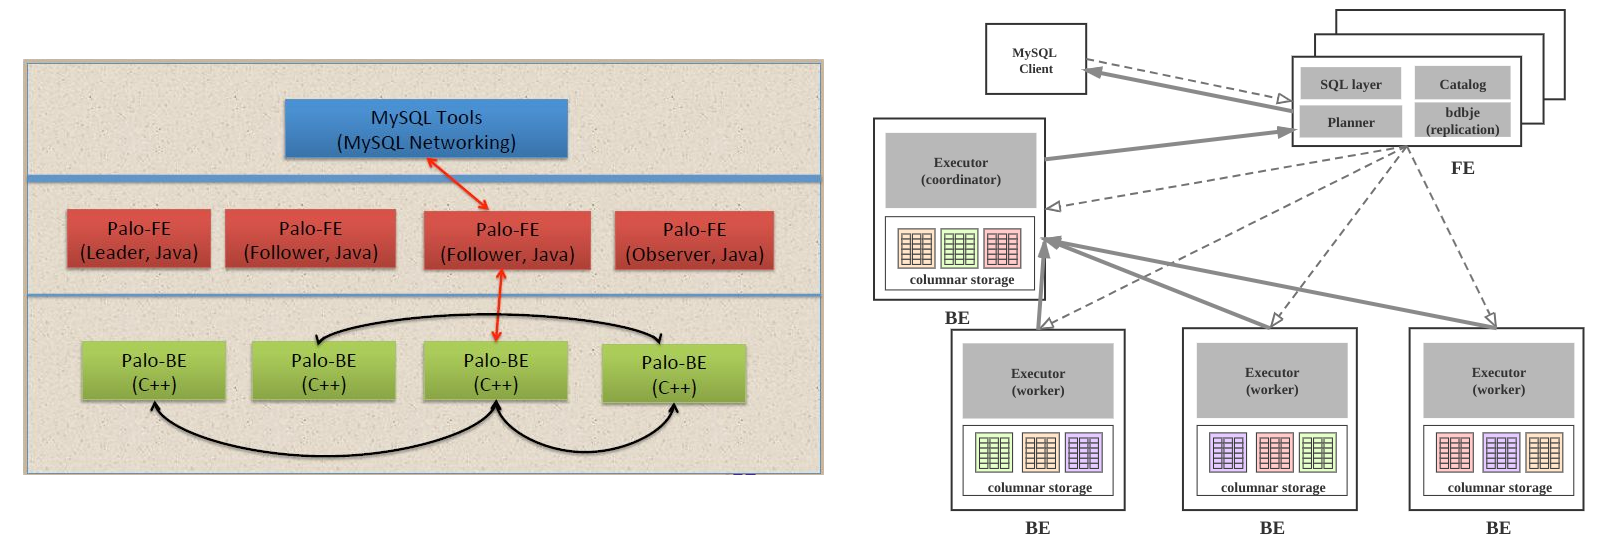 MySQL Tools
(MySQL Networking)
Palo-FE
(Leader, Java)
Palo-FE
(Follower, Java)
Palo-FE
(Follower, Java)
Palo-FE
(Observer, Java)
Palo-BE
(C++)
Palo-BE
(C++)
Palo-BE
(C++)
Palo-BE
(C++)
MySQL
Client
SQL layer
Catalog
Planner
bdbje
(replication)
FE
Executor
(coordinator)
columnar storage
BE
Executor
(worker)
columnar storage
BE
Executor
(worker)
columnar storage
BE
Executor
(worker)
columnar storage
BE